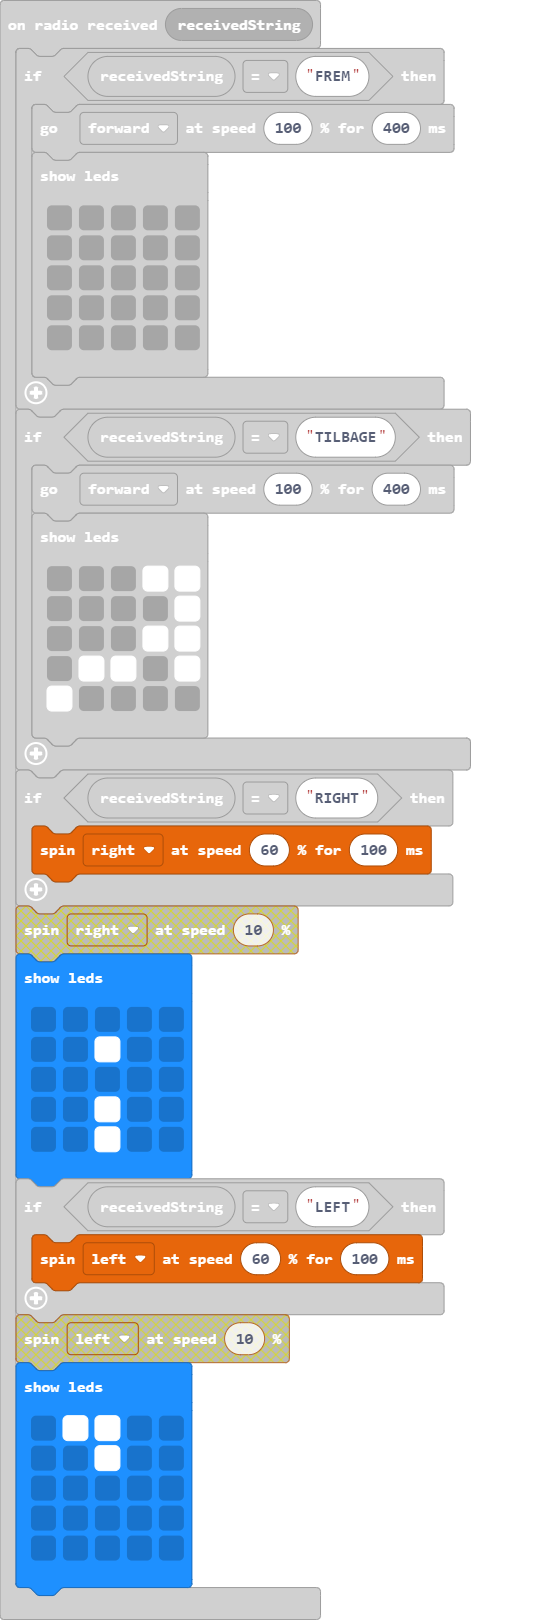 on radio received receivedString
if receivedString = "FREM" then
go forward at speed 100 % for 400 ms
show leds
if receivedString = "TILBAGE" then
go forward at speed 100 % for 400 ms
show leds
if receivedString = "RIGHT" then
spin right at speed 60 % for 100 ms
spin right at speed 10 %
show leds
if receivedString = "LEFT" then
spin left at speed 60 % for 100 ms
spin left at speed 10 %
show leds